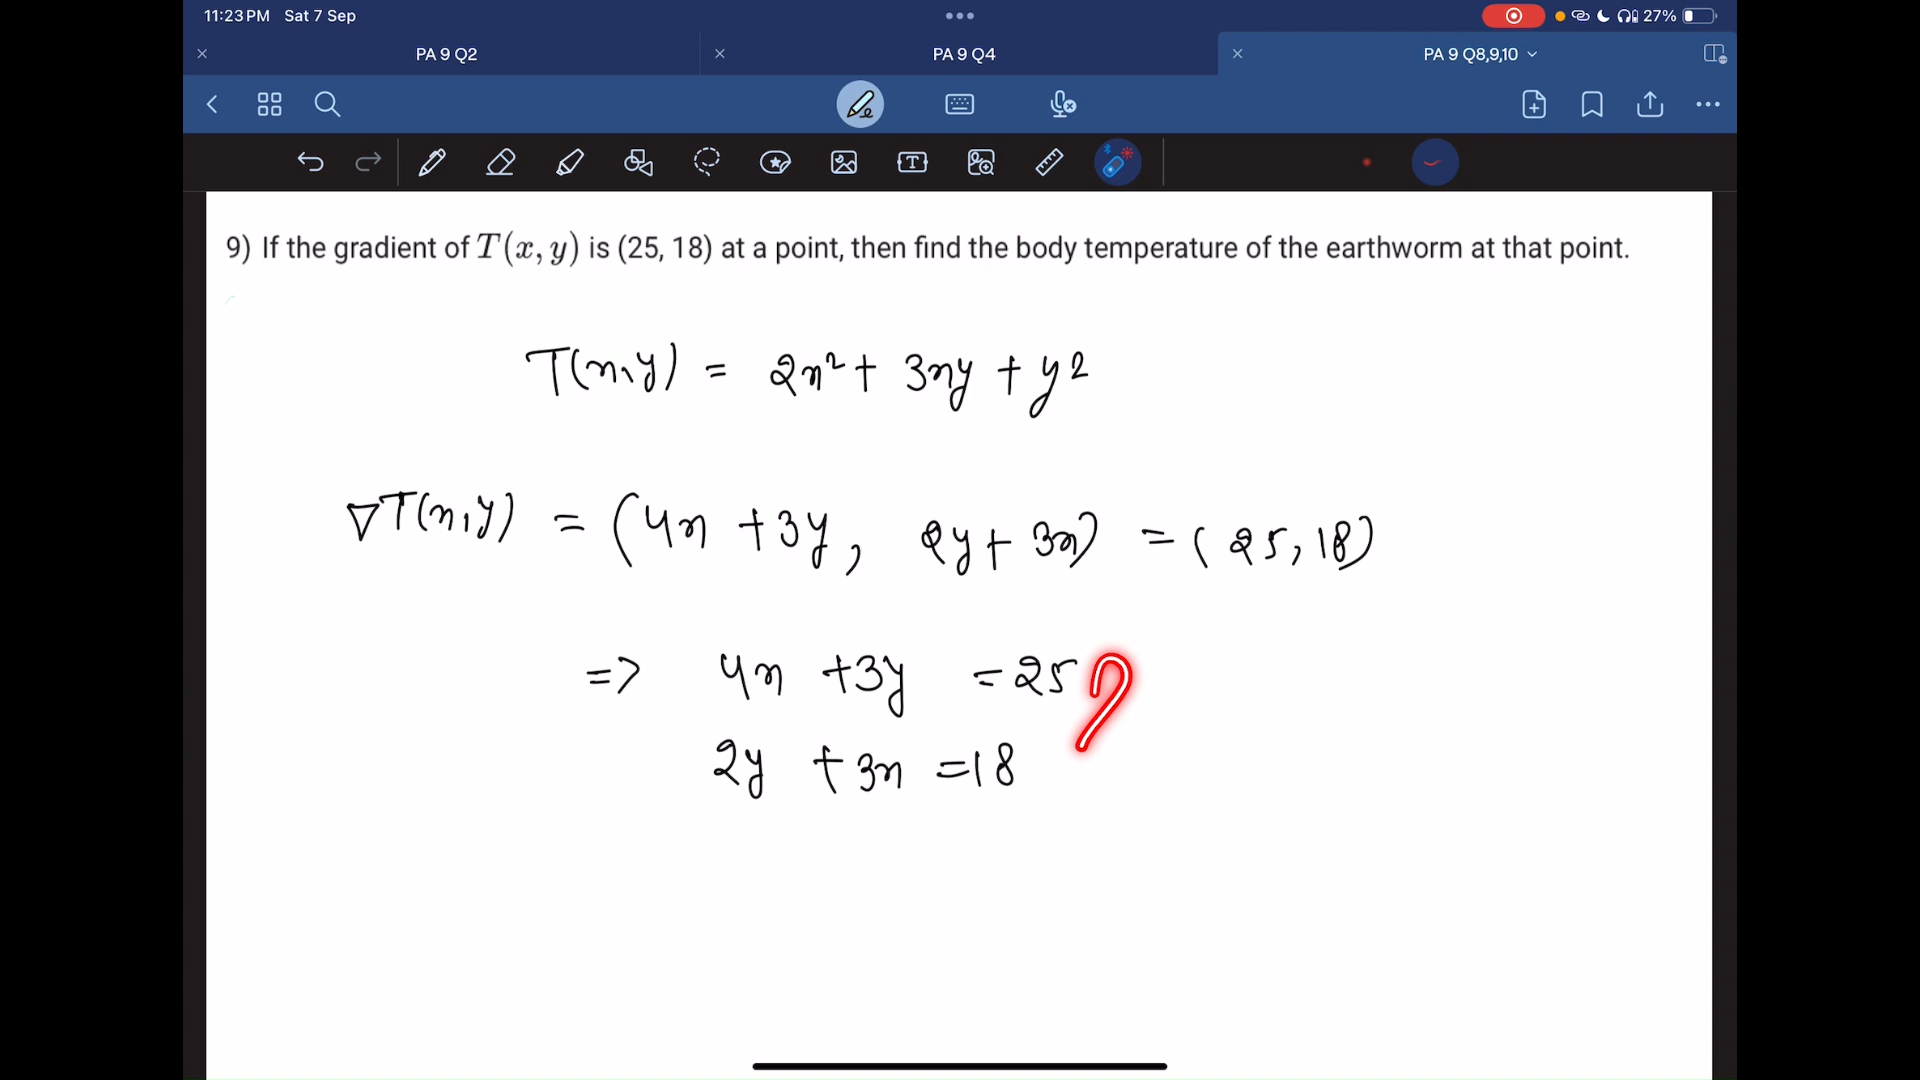 11:23 PM Sat 7 Sep 27%
PA 9 Q2 PA 9 Q4 PA 9 Q8,9,10
9) If the gradient of T(x, y) is (25, 18) at a point, then find the body temperature of the earthworm at that point.
T(x,y) = 2x² + 3xy + y²
∇T(x,y) = (4x + 3y, 2y + 3x) = (25, 18)
=> 4x + 3y = 25
2y + 3x = 18